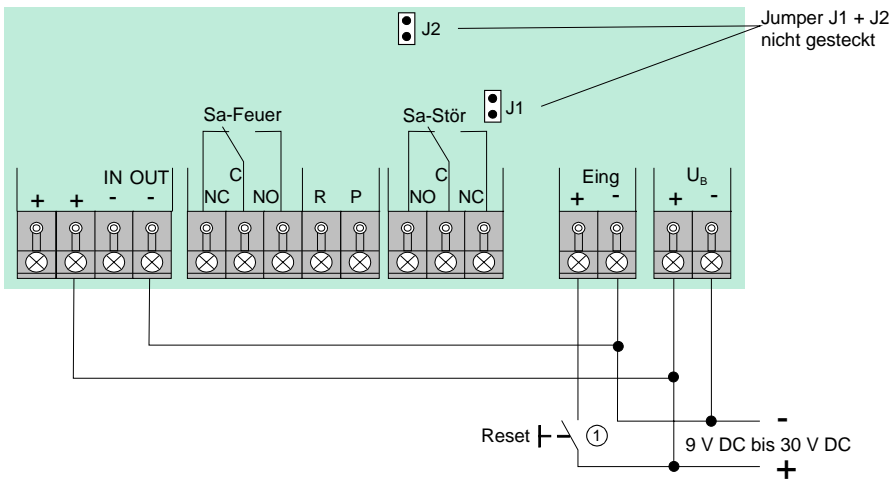 Jumper J1 + J2
nicht gesteckt
J2
J1
Sa-Feuer
Sa-Stör
IN OUT
C
C
Eing
UB
+ + - -
NC NO R P
NO NC
+ -
+ -
Reset
1
-
9 V DC bis 30 V DC
+